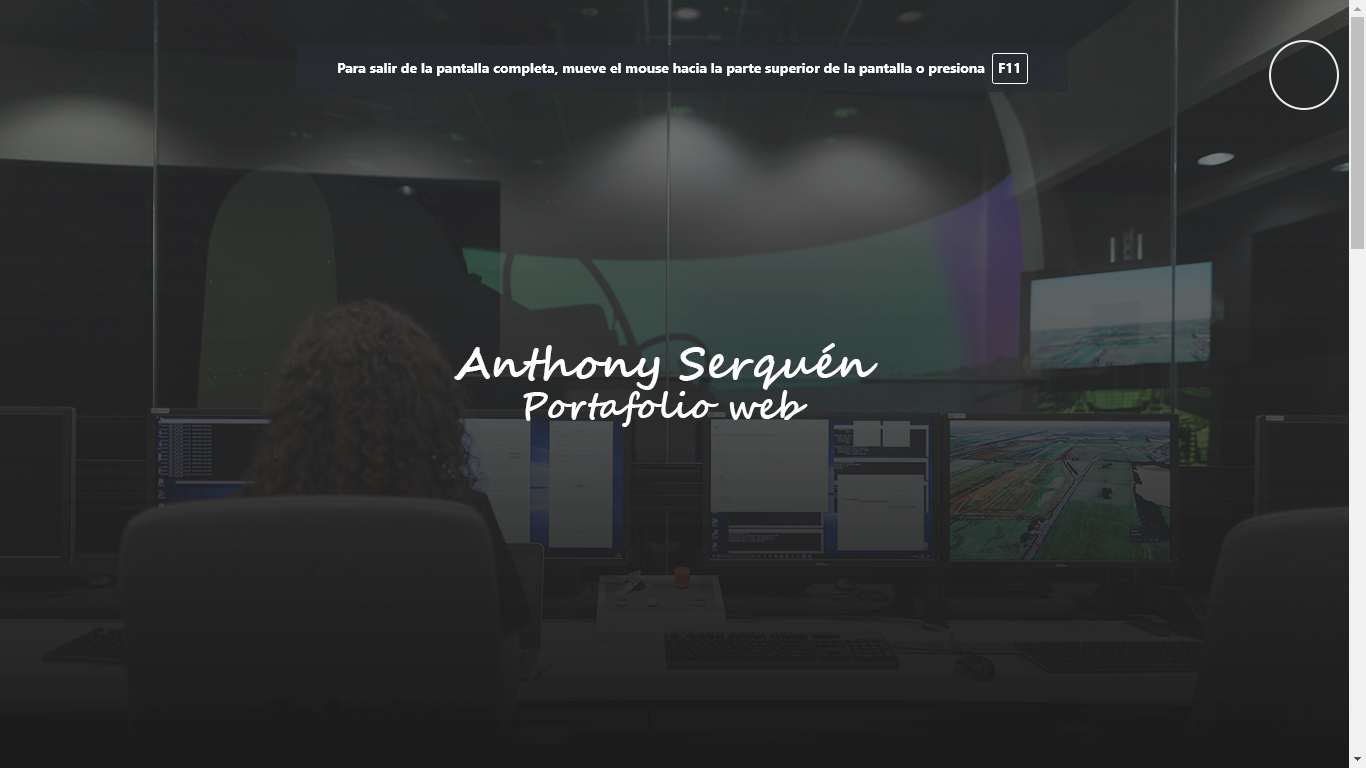 Para salir de la pantalla completa, mueve el mouse hacia la parte superior de la pantalla o presiona F11
Anthony Serquén
Portafolio web